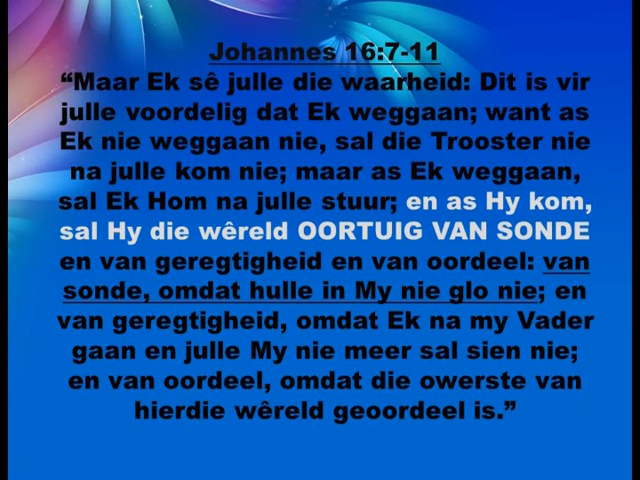 Johannes 16:7-11
“Maar Ek sê julle die waarheid: Dit is vir
julle voordelig dat Ek weggaan; want as
Ek nie weggaan nie, sal die Trooster nie
na julle kom nie; maar as Ek weggaan,
sal Ek Hom na julle stuur; en as Hy kom,
sal Hy die wêreld OORTUIG VAN SONDE
en van geregtigheid en van oordeel: van
sonde, omdat hulle in My nie glo nie; en
van geregtigheid, omdat Ek na my Vader
gaan en julle My nie meer sal sien nie;
en van oordeel, omdat die owerste van
hierdie wêreld geoordeel is.”